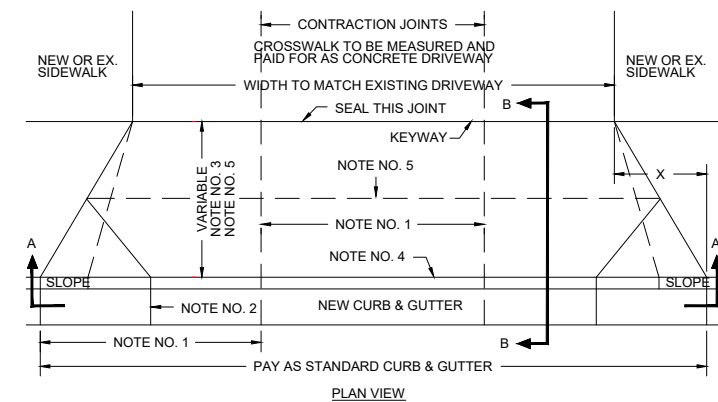 CONTRACTION JOINTS
CROSSWALK TO BE MEASURED AND
PAID FOR AS CONCRETE DRIVEWAY
NEW OR EX.
SIDEWALK
NEW OR EX.
SIDEWALK
WIDTH TO MATCH EXISTING DRIVEWAY
B
SEAL THIS JOINT
KEYWAY
VARIABLE
NOTE NO. 3
NOTE NO. 5
NOTE NO. 5
X
NOTE NO. 1
A
A
NOTE NO. 4
SLOPE
SLOPE
NOTE NO. 2
NEW CURB & GUTTER
NOTE NO. 1
B
PAY AS STANDARD CURB & GUTTER
PLAN VIEW